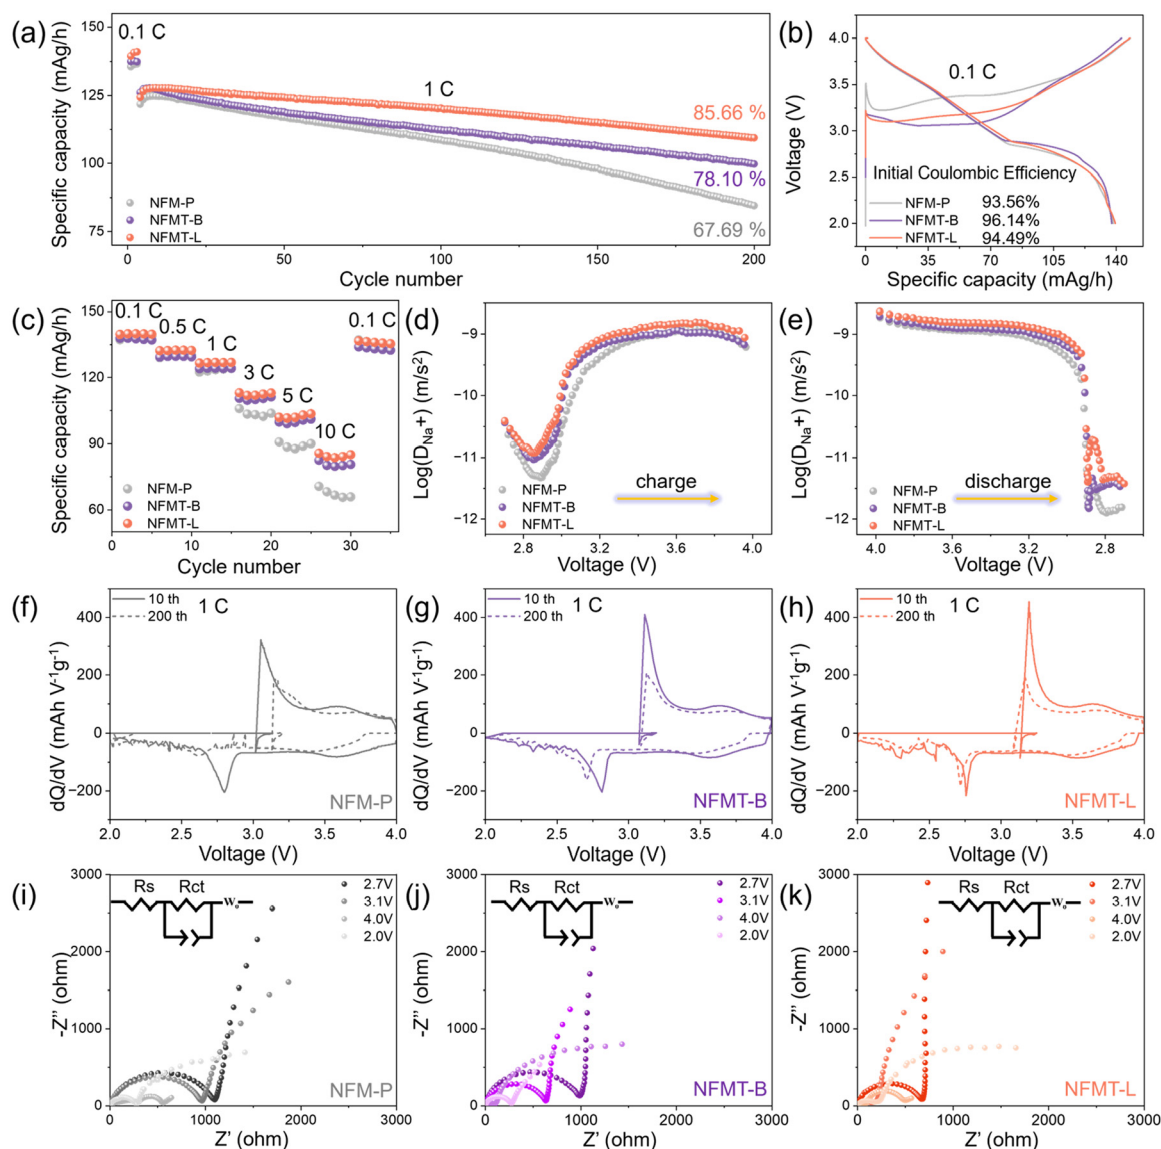 (a)
0.1 C
1 C
85.66 %
78.10 %
67.69 %
NFM-P
NFMT-B
NFMT-L
150
125
100
75
Specific capacity (mAg/h)
0
50
100
150
200
Cycle number
(b)
0.1 C
Initial Coulombic Efficiency
NFM-P 93.56%
NFMT-B 96.14%
NFMT-L 94.49%
4.0
3.5
3.0
2.5
2.0
Voltage (V)
0
35
70
105
140
Specific capacity (mAg/h)
(c)
0.1 C
0.5 C
1 C
3 C
5 C
10 C
0.1 C
NFM-P
NFMT-B
NFMT-L
150
120
90
60
Specific capacity (mAg/h)
0
10
20
30
Cycle number
(d)
-9
-10
-11
-12
Log(D_Na+) (m/s²)
NFM-P
NFMT-B
NFMT-L
charge
2.8
3.2
3.6
4.0
Voltage (V)
(e)
-9
-10
-11
-12
Log(D_Na+) (m/s²)
NFM-P
NFMT-B
NFMT-L
discharge
4.0
3.6
3.2
2.8
Voltage (V)
(f)
10 th
200 th
1 C
400
200
0
-200
dQ/dV (mAh V⁻¹g⁻¹)
NFM-P
2.0
2.5
3.0
3.5
4.0
Voltage (V)
(g)
10 th
200 th
1 C
400
200
0
-200
dQ/dV (mAh V⁻¹g⁻¹)
NFMT-B
2.0
2.5
3.0
3.5
4.0
Voltage (V)
(h)
10 th
200 th
1 C
400
200
0
-200
dQ/dV (mAh V⁻¹g⁻¹)
NFMT-L
2.0
2.5
3.0
3.5
4.0
Voltage (V)
(i)
Rs
Rct
W_o
2.7V
3.1V
4.0V
2.0V
3000
2000
1000
0
-Z" (ohm)
NFM-P
0
1000
2000
3000
Z' (ohm)
(j)
Rs
Rct
W_o
2.7V
3.1V
4.0V
2.0V
3000
2000
1000
0
-Z" (ohm)
NFMT-B
0
1000
2000
3000
Z' (ohm)
(k)
Rs
Rct
W_o
2.7V
3.1V
4.0V
2.0V
3000
2000
1000
0
-Z" (ohm)
NFMT-L
0
1000
2000
3000
Z' (ohm)